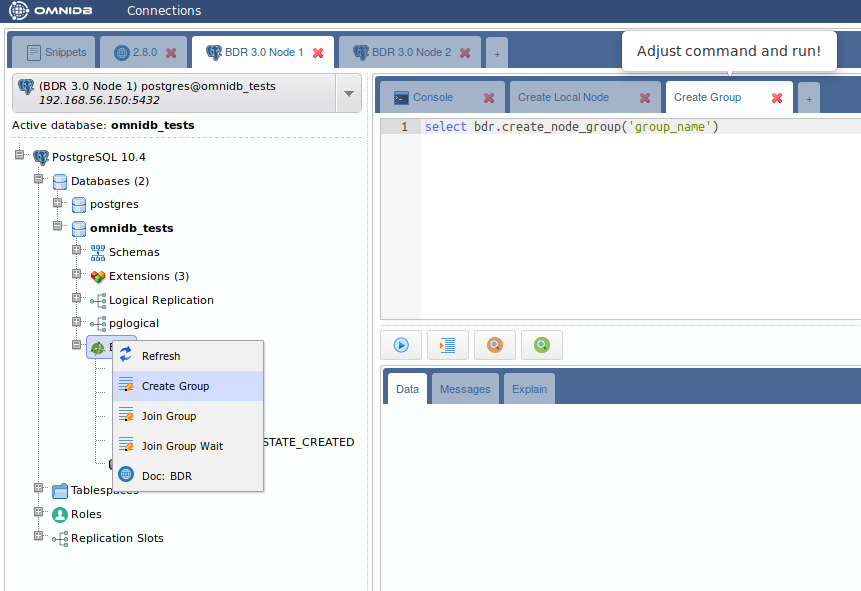 OMNIDB Connections
Snippets 2.8.0 BDR 3.0 Node 1 BDR 3.0 Node 2 +
Adjust command and run!
(BDR 3.0 Node 1) postgres@omnidb_tests
192.168.56.150:5432
Active database: omnidb_tests
PostgreSQL 10.4
Databases (2)
postgres
omnidb_tests
Schemas
Extensions (3)
Logical Replication
pglogical
Refresh
Create Group
Join Group
Join Group Wait
STATE_CREATED
Doc: BDR
Tablespaces
Roles
Replication Slots
Console Create Local Node Create Group +
1 select bdr.create_node_group('group_name')
Data Messages Explain